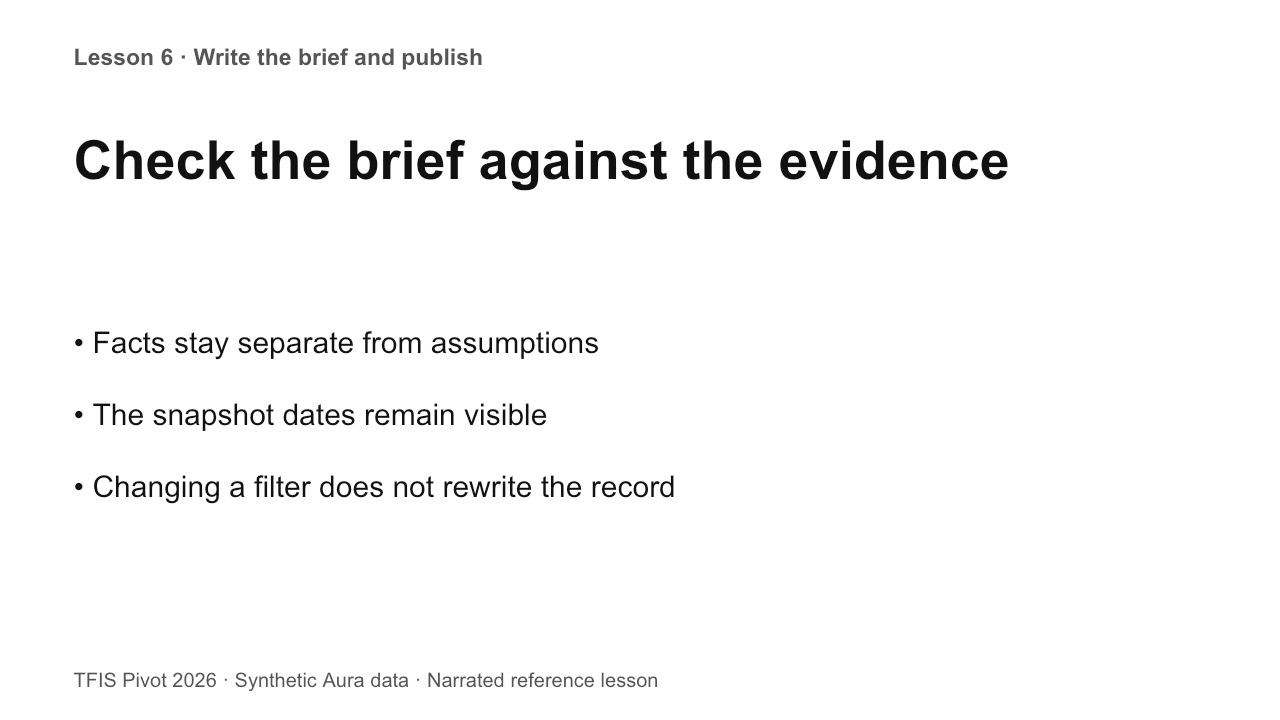 Lesson 6 · Write the brief and publish
Check the brief against the evidence
• Facts stay separate from assumptions
• The snapshot dates remain visible
• Changing a filter does not rewrite the record
TFIS Pivot 2026 · Synthetic Aura data · Narrated reference lesson